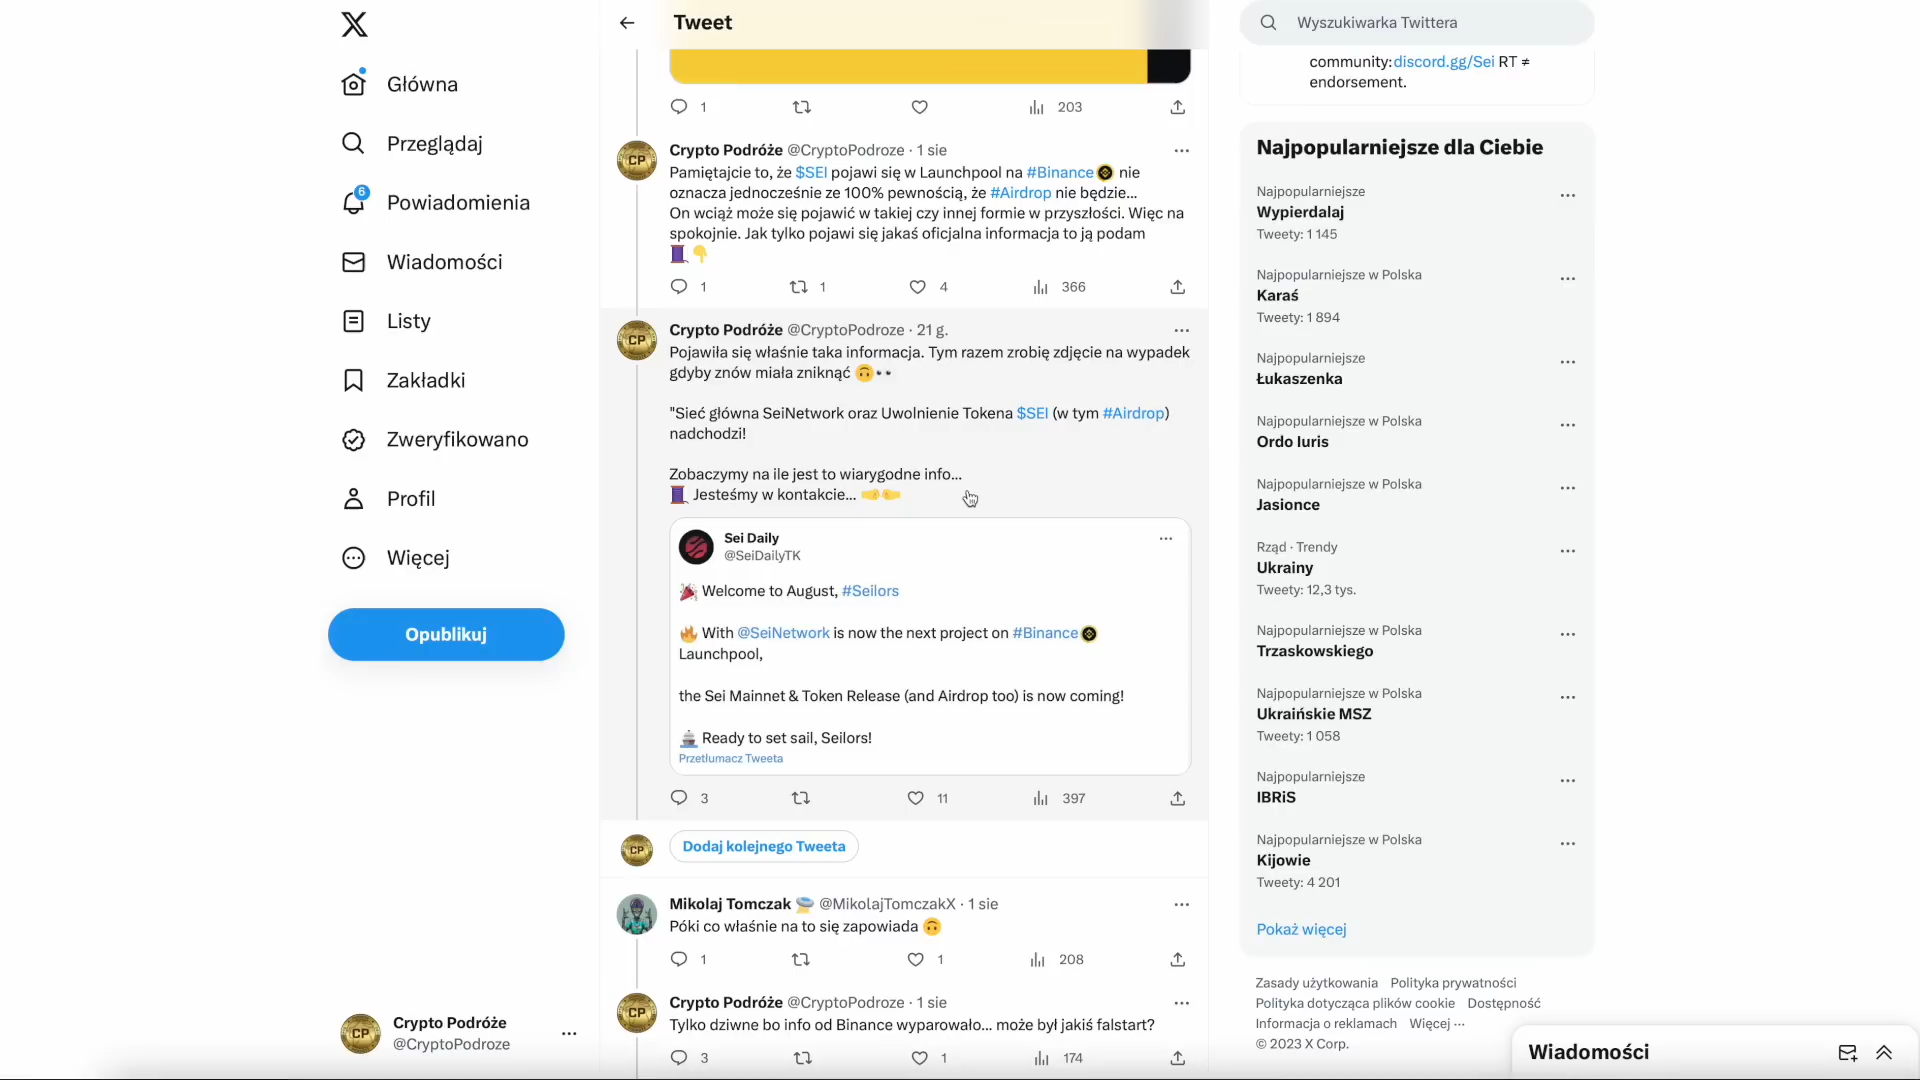 Główna
Przeglądaj
6
Powiadomienia
Wiadomości
Listy
Zakładki
Zweryfikowano
Profil
Więcej
Opublikuj
Crypto Podróże
@CryptoPodroze
Tweet
1 203
Crypto Podróże @CryptoPodroze · 1 sie
Pamiętajcie to, że $SEI pojawi się w Launchpool na #Binance nie
oznacza jednocześnie ze 100% pewnością, że #Airdrop nie będzie...
On wciąż może się pojawić w takiej czy innej formie w przyszłości. Więc na
spokojnie. Jak tylko pojawi się jakaś oficjalna informacja to ją podam
🧵👇
1 1 4 366
Crypto Podróże @CryptoPodroze · 21 g.
Pojawiła się właśnie taka informacja. Tym razem zrobię zdjęcie na wypadek
gdyby znów miała zniknąć 🙃👀
"Sieć główna SeiNetwork oraz Uwolnienie Tokena $SEI (w tym #Airdrop)
nadchodzi!
Zobaczymy na ile jest to wiarygodne info...
🧵 Jesteśmy w kontakcie... 🤜🤛
Sei Daily
@SeiDailyTK
🎉 Welcome to August, #Seilors
🔥 With @SeiNetwork is now the next project on #Binance
Launchpool,
the Sei Mainnet & Token Release (and Airdrop too) is now coming!
🚢 Ready to set sail, Seilors!
Przetłumacz Tweeta
3 11 397
Dodaj kolejnego Tweeta
Mikolaj Tomczak @MikolajTomczakX · 1 sie
Póki co właśnie na to się zapowiada 🙃
1 1 208
Crypto Podróże @CryptoPodroze · 1 sie
Tylko dziwne bo info od Binance wyparowało... może był jakiś falstart?
3 1 174
Wyszukiwarka Twittera
community: discord.gg/Sei RT ≠
endorsement.
Najpopularniejsze dla Ciebie
Najpopularniejsze
Wypierdalaj
Tweety: 1 145
Najpopularniejsze w Polska
Karaś
Tweety: 1 894
Najpopularniejsze
Łukaszenka
Najpopularniejsze w Polska
Ordo Iuris
Najpopularniejsze w Polska
Jasionce
Rząd · Trendy
Ukrainy
Tweety: 12,3 tys.
Najpopularniejsze w Polska
Trzaskowskiego
Najpopularniejsze w Polska
Ukraińskie MSZ
Tweety: 1 058
Najpopularniejsze
IBRiS
Najpopularniejsze w Polska
Kijowie
Tweety: 4 201
Pokaż więcej
Zasady użytkowania Polityka prywatności
Polityka dotycząca plików cookie Dostępność
Informacja o reklamach Więcej ···
© 2023 X Corp.
Wiadomości